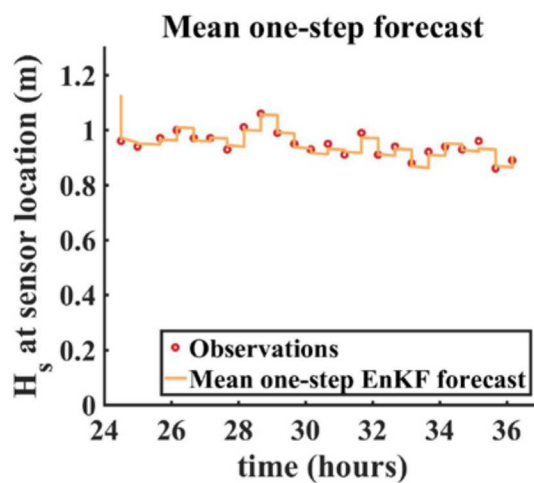 Mean one-step forecast
H_s at sensor location (m)
1.2
1
0.8
0.6
0.4
0.2
0
Observations
Mean one-step EnKF forecast
24 26 28 30 32 34 36
time (hours)